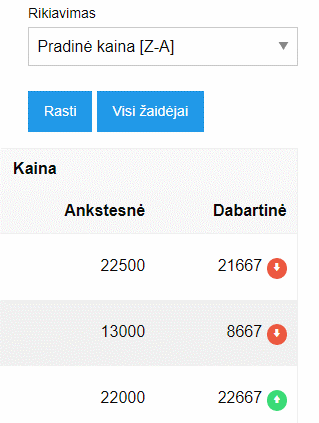 Rikiavimas
Pradinė kaina [Z-A]
Rasti Visi žaidėjai
Kaina
Ankstesnė Dabartinė
22500 21667
13000 8667
22000 22667